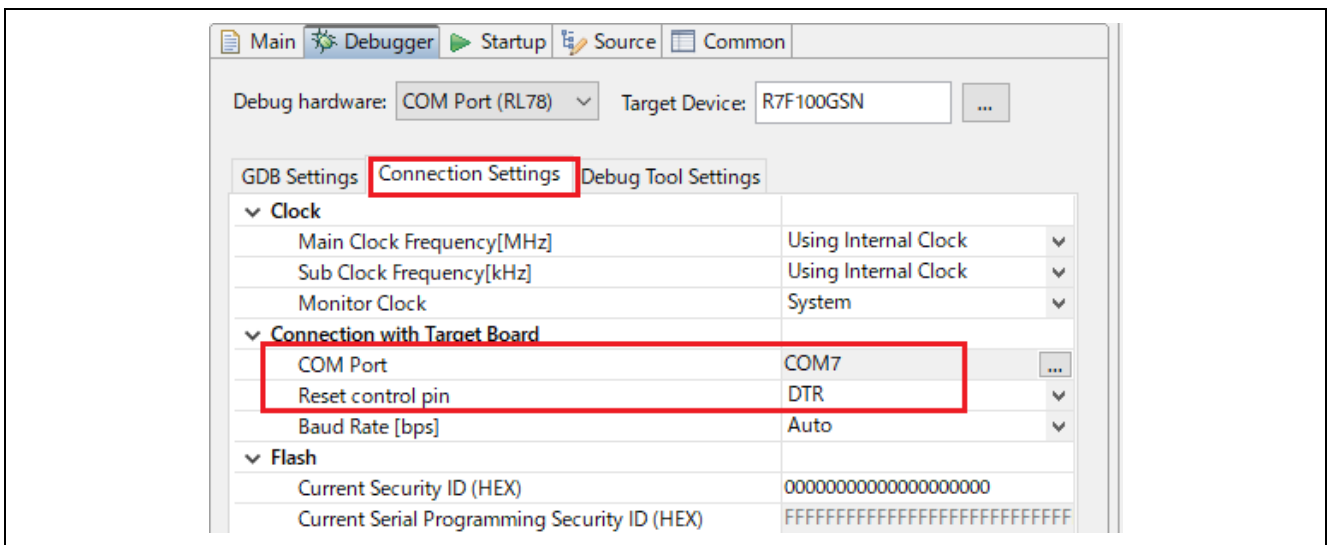 Main Debugger Startup Source Common
Debug hardware: COM Port (RL78) Target Device: R7F100GSN ...
GDB Settings Connection Settings Debug Tool Settings
Clock
Main Clock Frequency[MHz] Using Internal Clock
Sub Clock Frequency[kHz] Using Internal Clock
Monitor Clock System
Connection with Target Board
COM Port COM7 ...
Reset control pin DTR
Baud Rate [bps] Auto
Flash
Current Security ID (HEX) 00000000000000000000
Current Serial Programming Security ID (HEX) FFFFFFFFFFFFFFFFFFFFFFFFFFFF